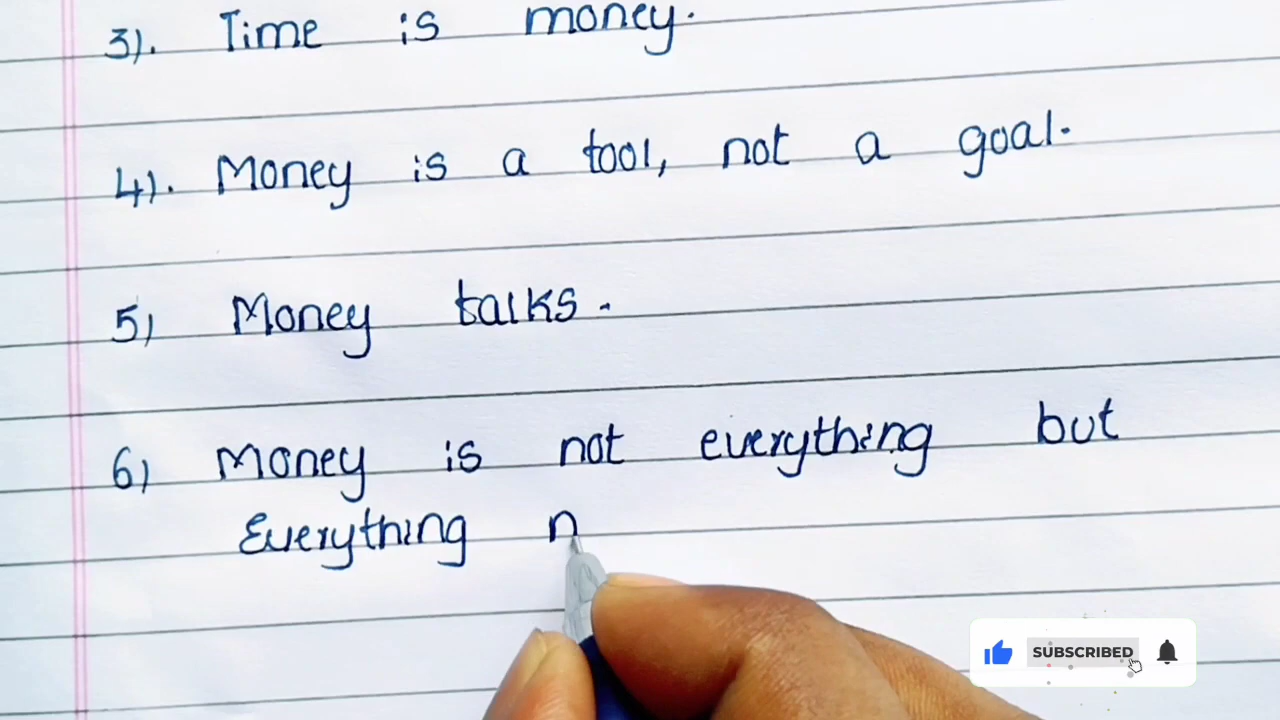 3). Time is money.
4). Money is a tool, not a goal.
5) Money talks.
6) Money is not everything but
Everything n
SUBSCRIBED